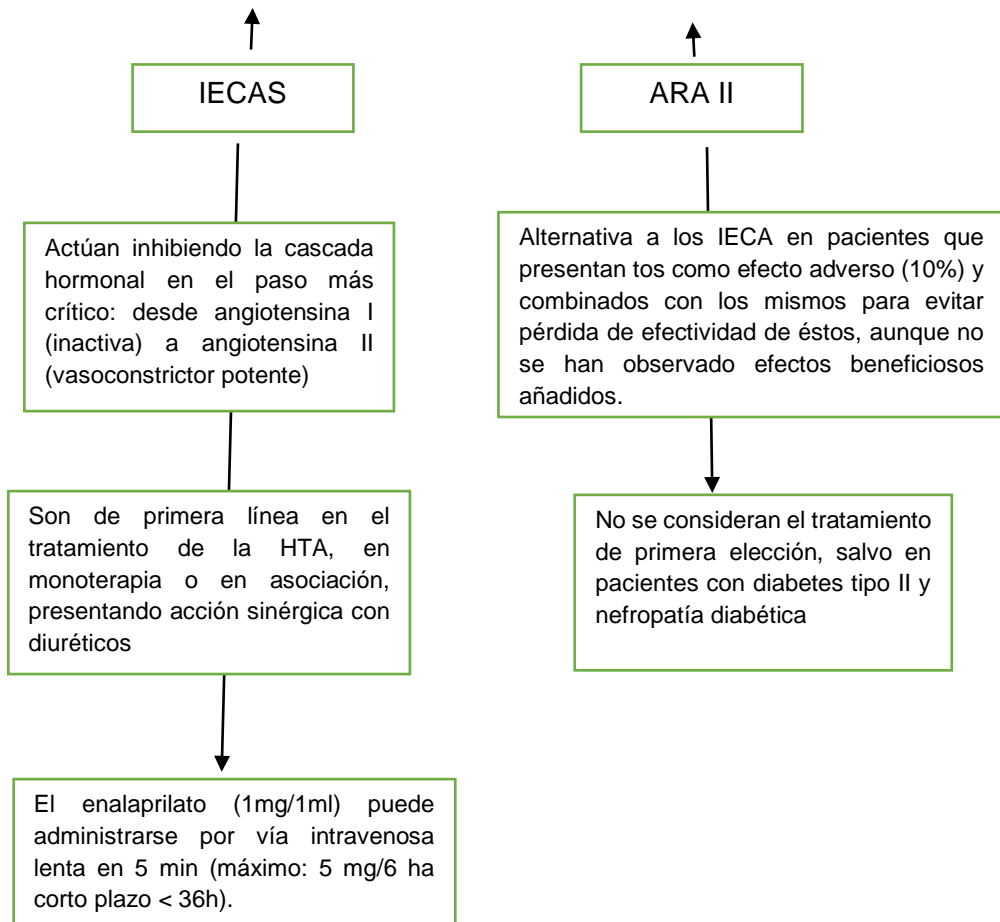 IECAS
Actúan inhibiendo la cascada
hormonal en el paso más
crítico: desde angiotensina I
(inactiva) a angiotensina II
(vasoconstrictor potente)
Son de primera línea en el
tratamiento de la HTA, en
monoterapia o en asociación,
presentando acción sinérgica con
diuréticos
El enalaprilato (1mg/1ml) puede
administrarse por vía intravenosa
lenta en 5 min (máximo: 5 mg/6 ha
corto plazo < 36h).
ARA II
Alternativa a los IECA en pacientes que
presentan tos como efecto adverso (10%) y
combinados con los mismos para evitar
pérdida de efectividad de éstos, aunque no
se han observado efectos beneficiosos
añadidos.
No se consideran el tratamiento
de primera elección, salvo en
pacientes con diabetes tipo II y
nefropatía diabética